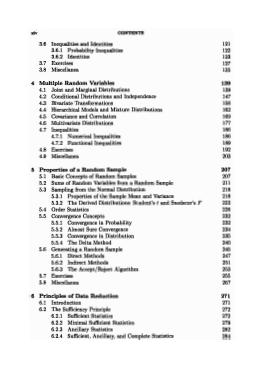 xiv CONTENTS
3.6 Inequalities and Identities 121
3.6.1 Probability Inequalities 122
3.6.2 Identities 123
3.7 Exercises 127
3.8 Miscellanea 135
4 Multiple Random Variables 139
4.1 Joint and Marginal Distributions 139
4.2 Conditional Distributions and Independence 147
4.3 Bivariate Transformations 156
4.4 Hierarchical Models and Mixture Distributions 162
4.5 Covariance and Correlation 169
4.6 Multivariate Distributions 177
4.7 Inequalities 186
4.7.1 Numerical Inequalities 186
4.7.2 Functional Inequalities 189
4.8 Exercises 192
4.9 Miscellanea 203
5 Properties of a Random Sample 207
5.1 Basic Concepts of Random Samples 207
5.2 Sums of Random Variables from a Random Sample 211
5.3 Sampling from the Normal Distribution 218
5.3.1 Properties of the Sample Mean and Variance 218
5.3.2 The Derived Distributions: Student's t and Snedecor's F 222
5.4 Order Statistics 226
5.5 Convergence Concepts 232
5.5.1 Convergence in Probability 232
5.5.2 Almost Sure Convergence 234
5.5.3 Convergence in Distribution 235
5.5.4 The Delta Method 240
5.6 Generating a Random Sample 245
5.6.1 Direct Methods 247
5.6.2 Indirect Methods 251
5.6.3 The Accept/Reject Algorithm 253
5.7 Exercises 255
5.8 Miscellanea 267
6 Principles of Data Reduction 271
6.1 Introduction 271
6.2 The Sufficiency Principle 272
6.2.1 Sufficient Statistics 272
6.2.2 Minimal Sufficient Statistics 279
6.2.3 Ancillary Statistics 282
6.2.4 Sufficient, Ancillary, and Complete Statistics 284